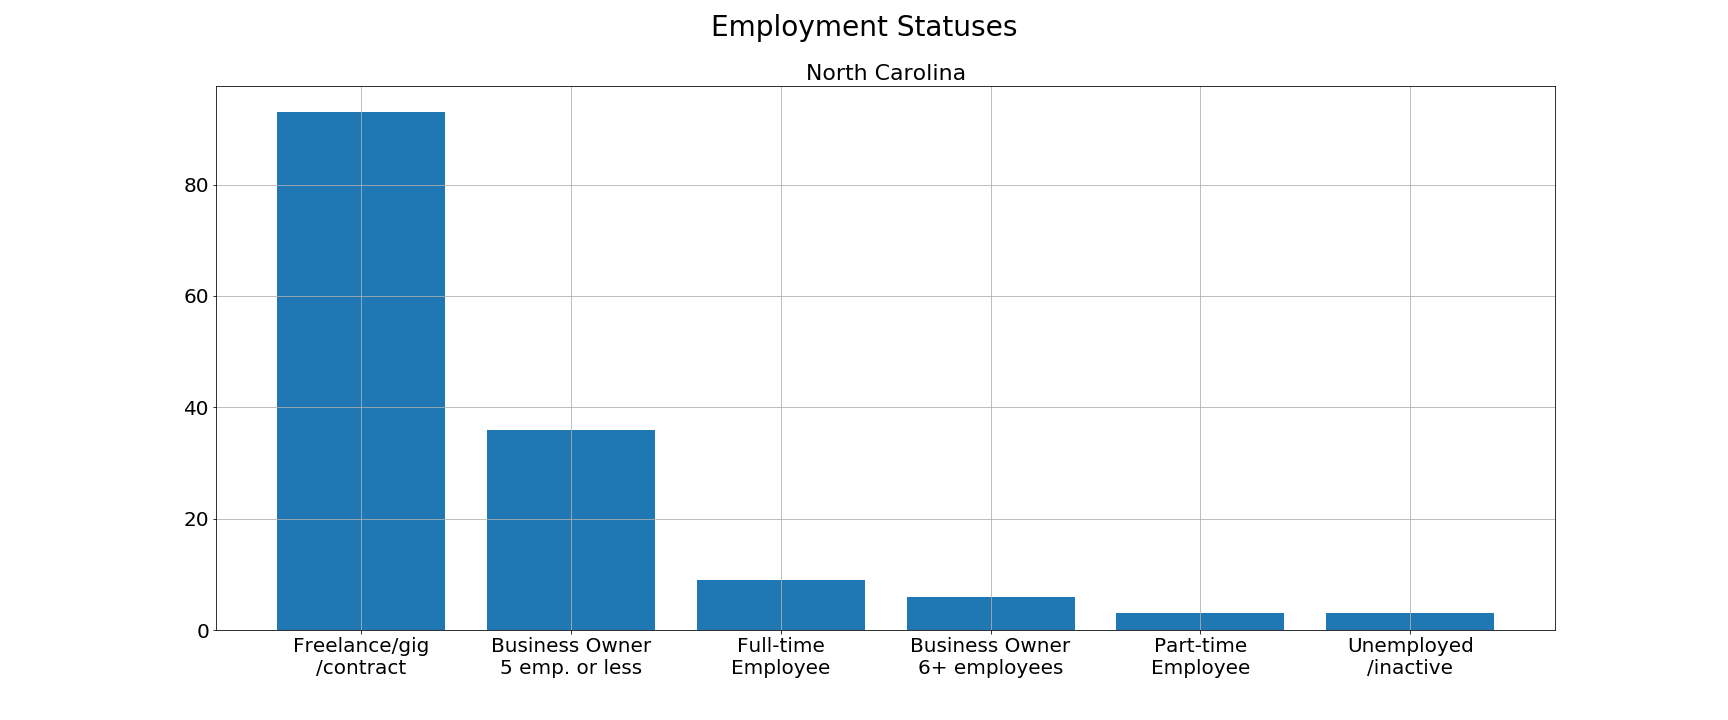 Employment Statuses
North Carolina
80
60
40
20
0
Freelance/gig
/contract
Business Owner
5 emp. or less
Full-time
Employee
Business Owner
6+ employees
Part-time
Employee
Unemployed
/inactive